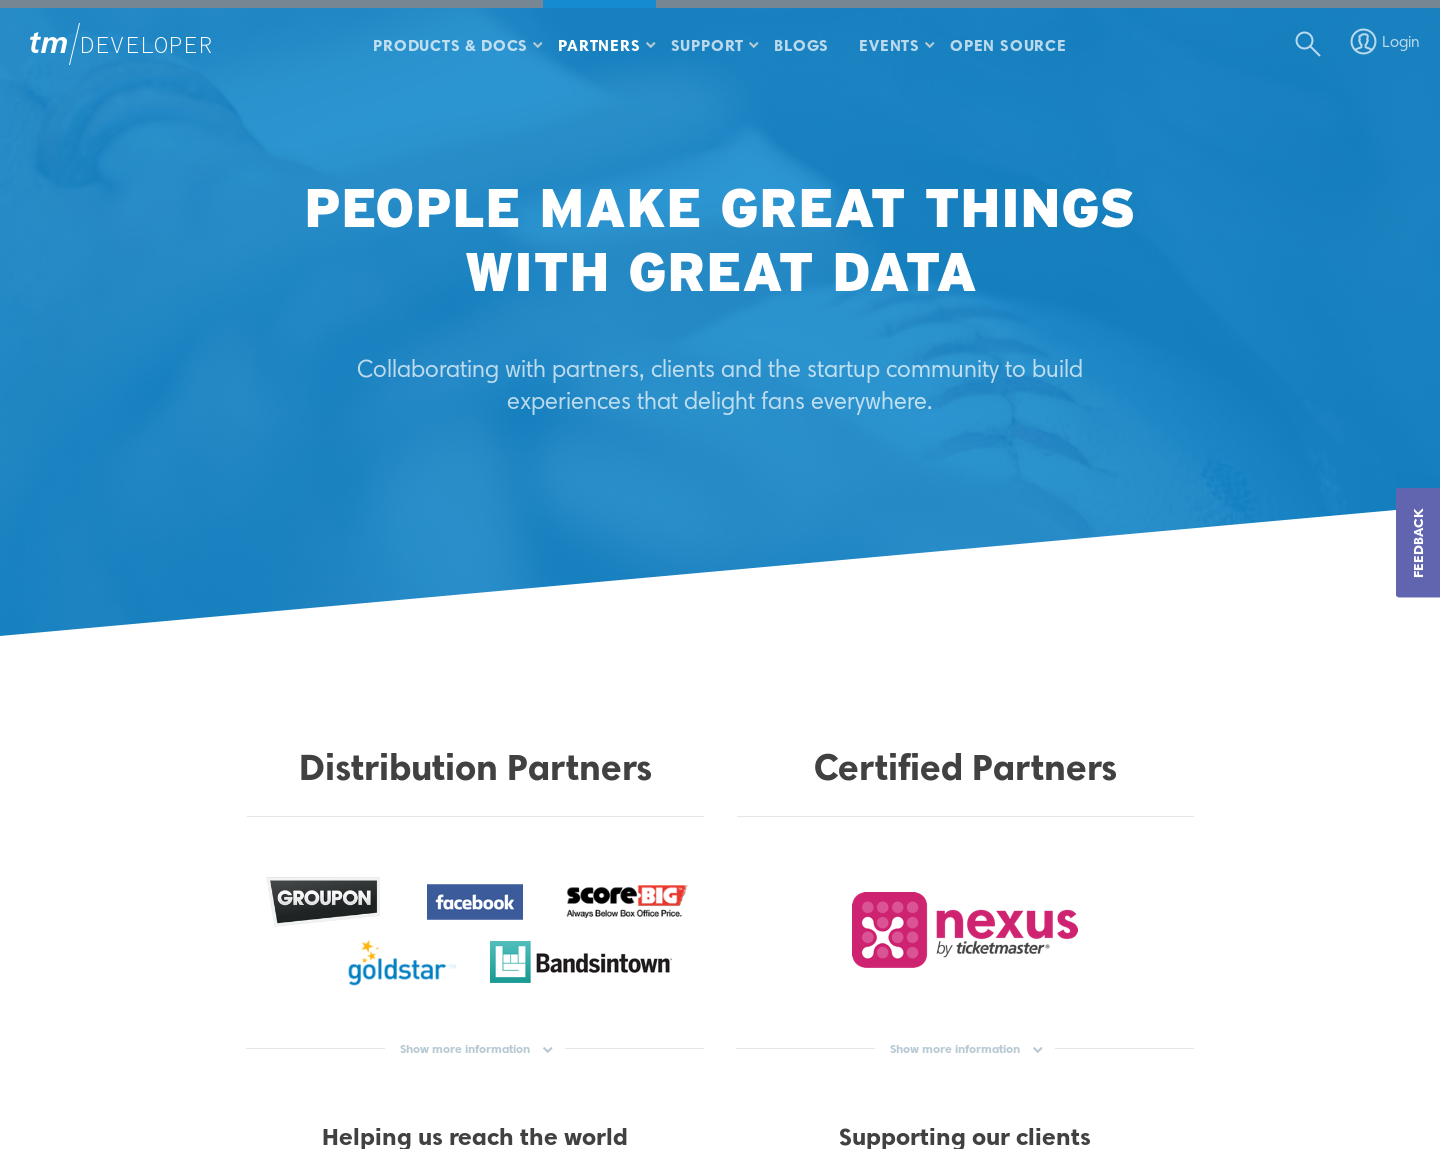 tm/DEVELOPER
PRODUCTS & DOCS PARTNERS SUPPORT BLOGS EVENTS OPEN SOURCE
Login
PEOPLE MAKE GREAT THINGS
WITH GREAT DATA
Collaborating with partners, clients and the startup community to build
experiences that delight fans everywhere.
FEEDBACK
Distribution Partners
GROUPON
facebook
scoreBIG
Always Below Box Office Price.
goldstar
Bandsintown
Show more information
Helping us reach the world
Certified Partners
nexus
by ticketmaster®
Show more information
Supporting our clients